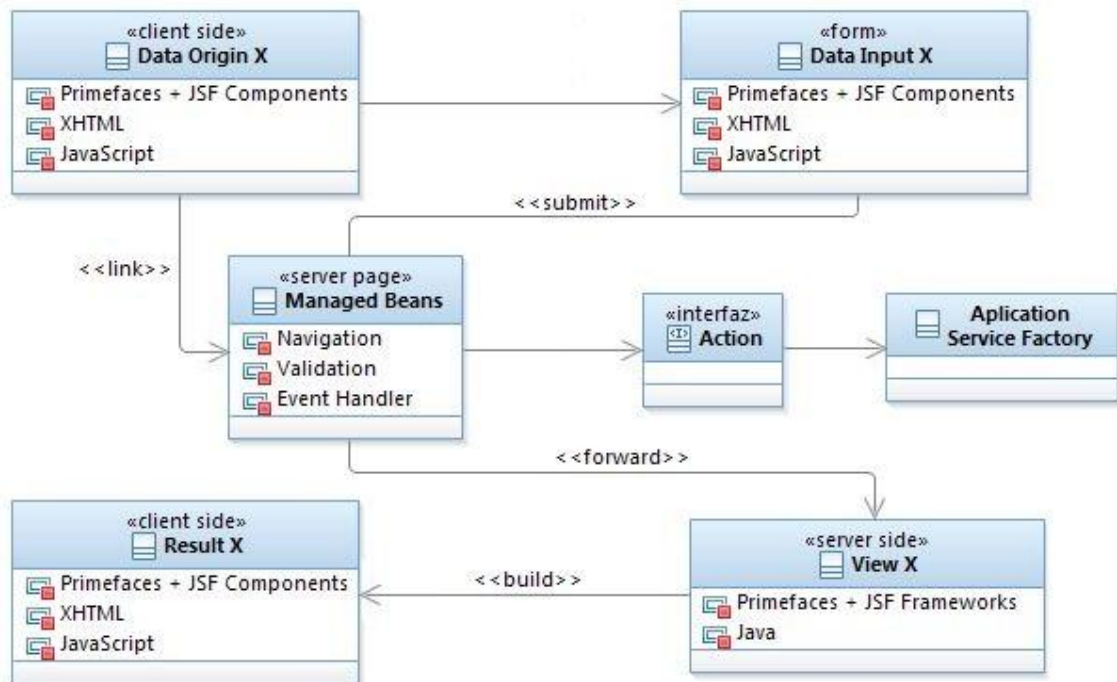 «client side»
Data Origin X
Primefaces + JSF Components
XHTML
JavaScript
«form»
Data Input X
Primefaces + JSF Components
XHTML
JavaScript
<<submit>>
<<link>>
«server page»
Managed Beans
Navigation
Validation
Event Handler
«interfaz»
<I>
Action
Aplication
Service Factory
<<forward>>
«client side»
Result X
Primefaces + JSF Components
XHTML
JavaScript
<<build>>
«server side»
View X
Primefaces + JSF Frameworks
Java